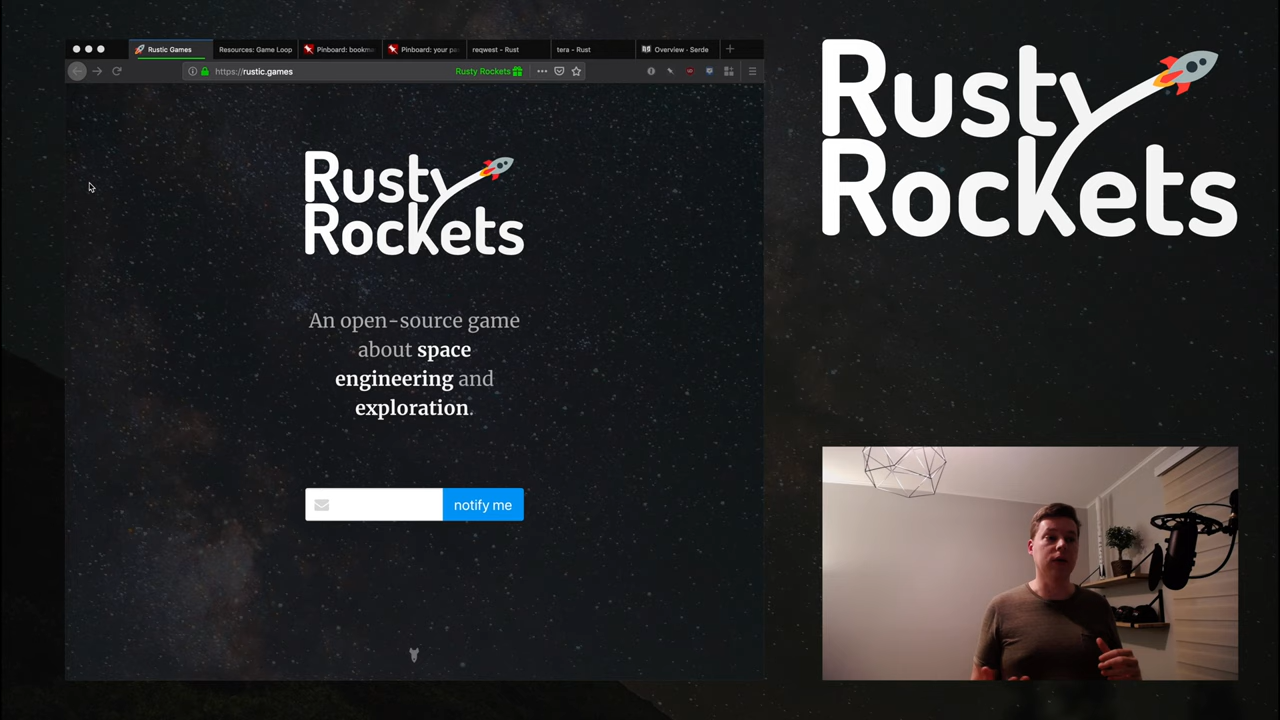 Rustic Games
Resources: Game Loop
Pinboard: bookm
Pinboard: your pa
reqwest - Rust
tera - Rust
Overview - Serde
https://rustic.games
Rusty Rockets
Rusty
Rockets
An open-source game
about space
engineering and
exploration.
notify me
Rusty
Rockets